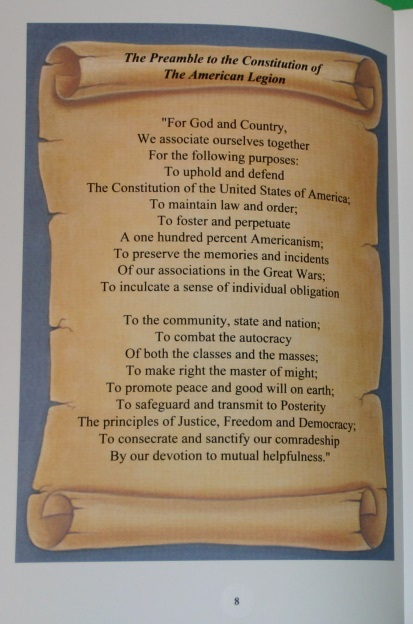 The Preamble to the Constitution of
The American Legion
"For God and Country,
We associate ourselves together
For the following purposes:
To uphold and defend
The Constitution of the United States of America;
To maintain law and order;
To foster and perpetuate
A one hundred percent Americanism;
To preserve the memories and incidents
Of our associations in the Great Wars;
To inculcate a sense of individual obligation
To the community, state and nation;
To combat the autocracy
Of both the classes and the masses;
To make right the master of might;
To promote peace and good will on earth;
To safeguard and transmit to Posterity
The principles of Justice, Freedom and Democracy;
To consecrate and sanctify our comradeship
By our devotion to mutual helpfulness."
8